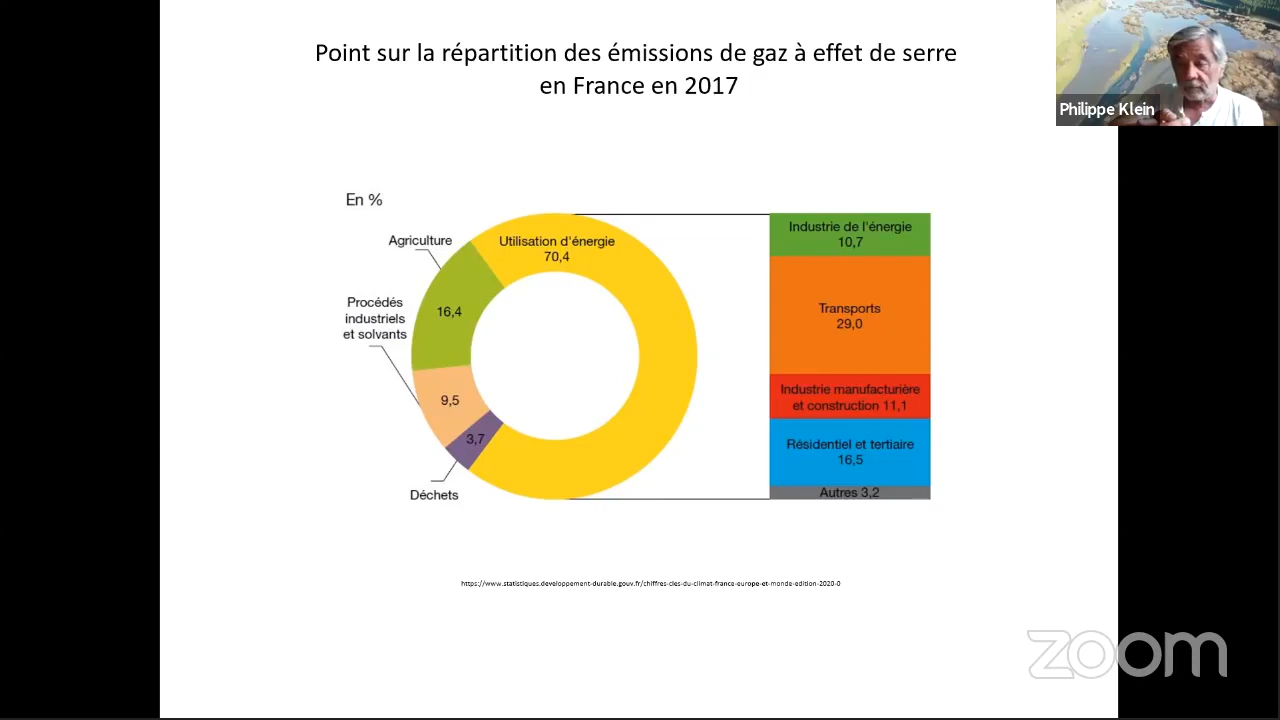 Point sur la répartition des émissions de gaz à effet de serre
en France en 2017
Philippe Klein
En %
Agriculture
Utilisation d'énergie
70,4
16,4
Procédés
industriels
et solvants
9,5
3,7
Déchets
Industrie de l'énergie
10,7
Transports
29,0
Industrie manufacturière
et construction 11,1
Résidentiel et tertiaire
16,5
Autres 3,2
https://www.statistiques.developpement-durable.gouv.fr/chiffres-cles-du-climat-france-europe-et-monde-edition-2020-0
zoom